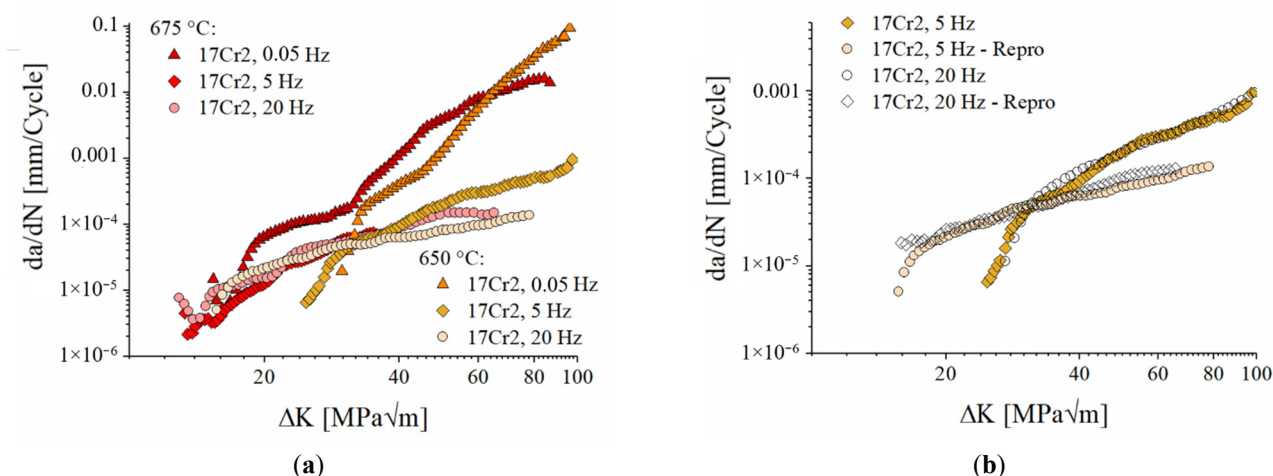 675 °C:
17Cr2, 0.05 Hz
17Cr2, 5 Hz
17Cr2, 20 Hz
0.1
0.01
0.001
1×10⁻⁴
1×10⁻⁵
1×10⁻⁶
da/dN [mm/Cycle]
650 °C:
17Cr2, 0.05 Hz
17Cr2, 5 Hz
17Cr2, 20 Hz
20 40 60 80 100
ΔK [MPa√m]
(a)
17Cr2, 5 Hz
17Cr2, 5 Hz - Repro
17Cr2, 20 Hz
17Cr2, 20 Hz - Repro
0.001
1×10⁻⁴
1×10⁻⁵
1×10⁻⁶
da/dN [mm/Cycle]
20 40 60 80 100
ΔK [MPa√m]
(b)